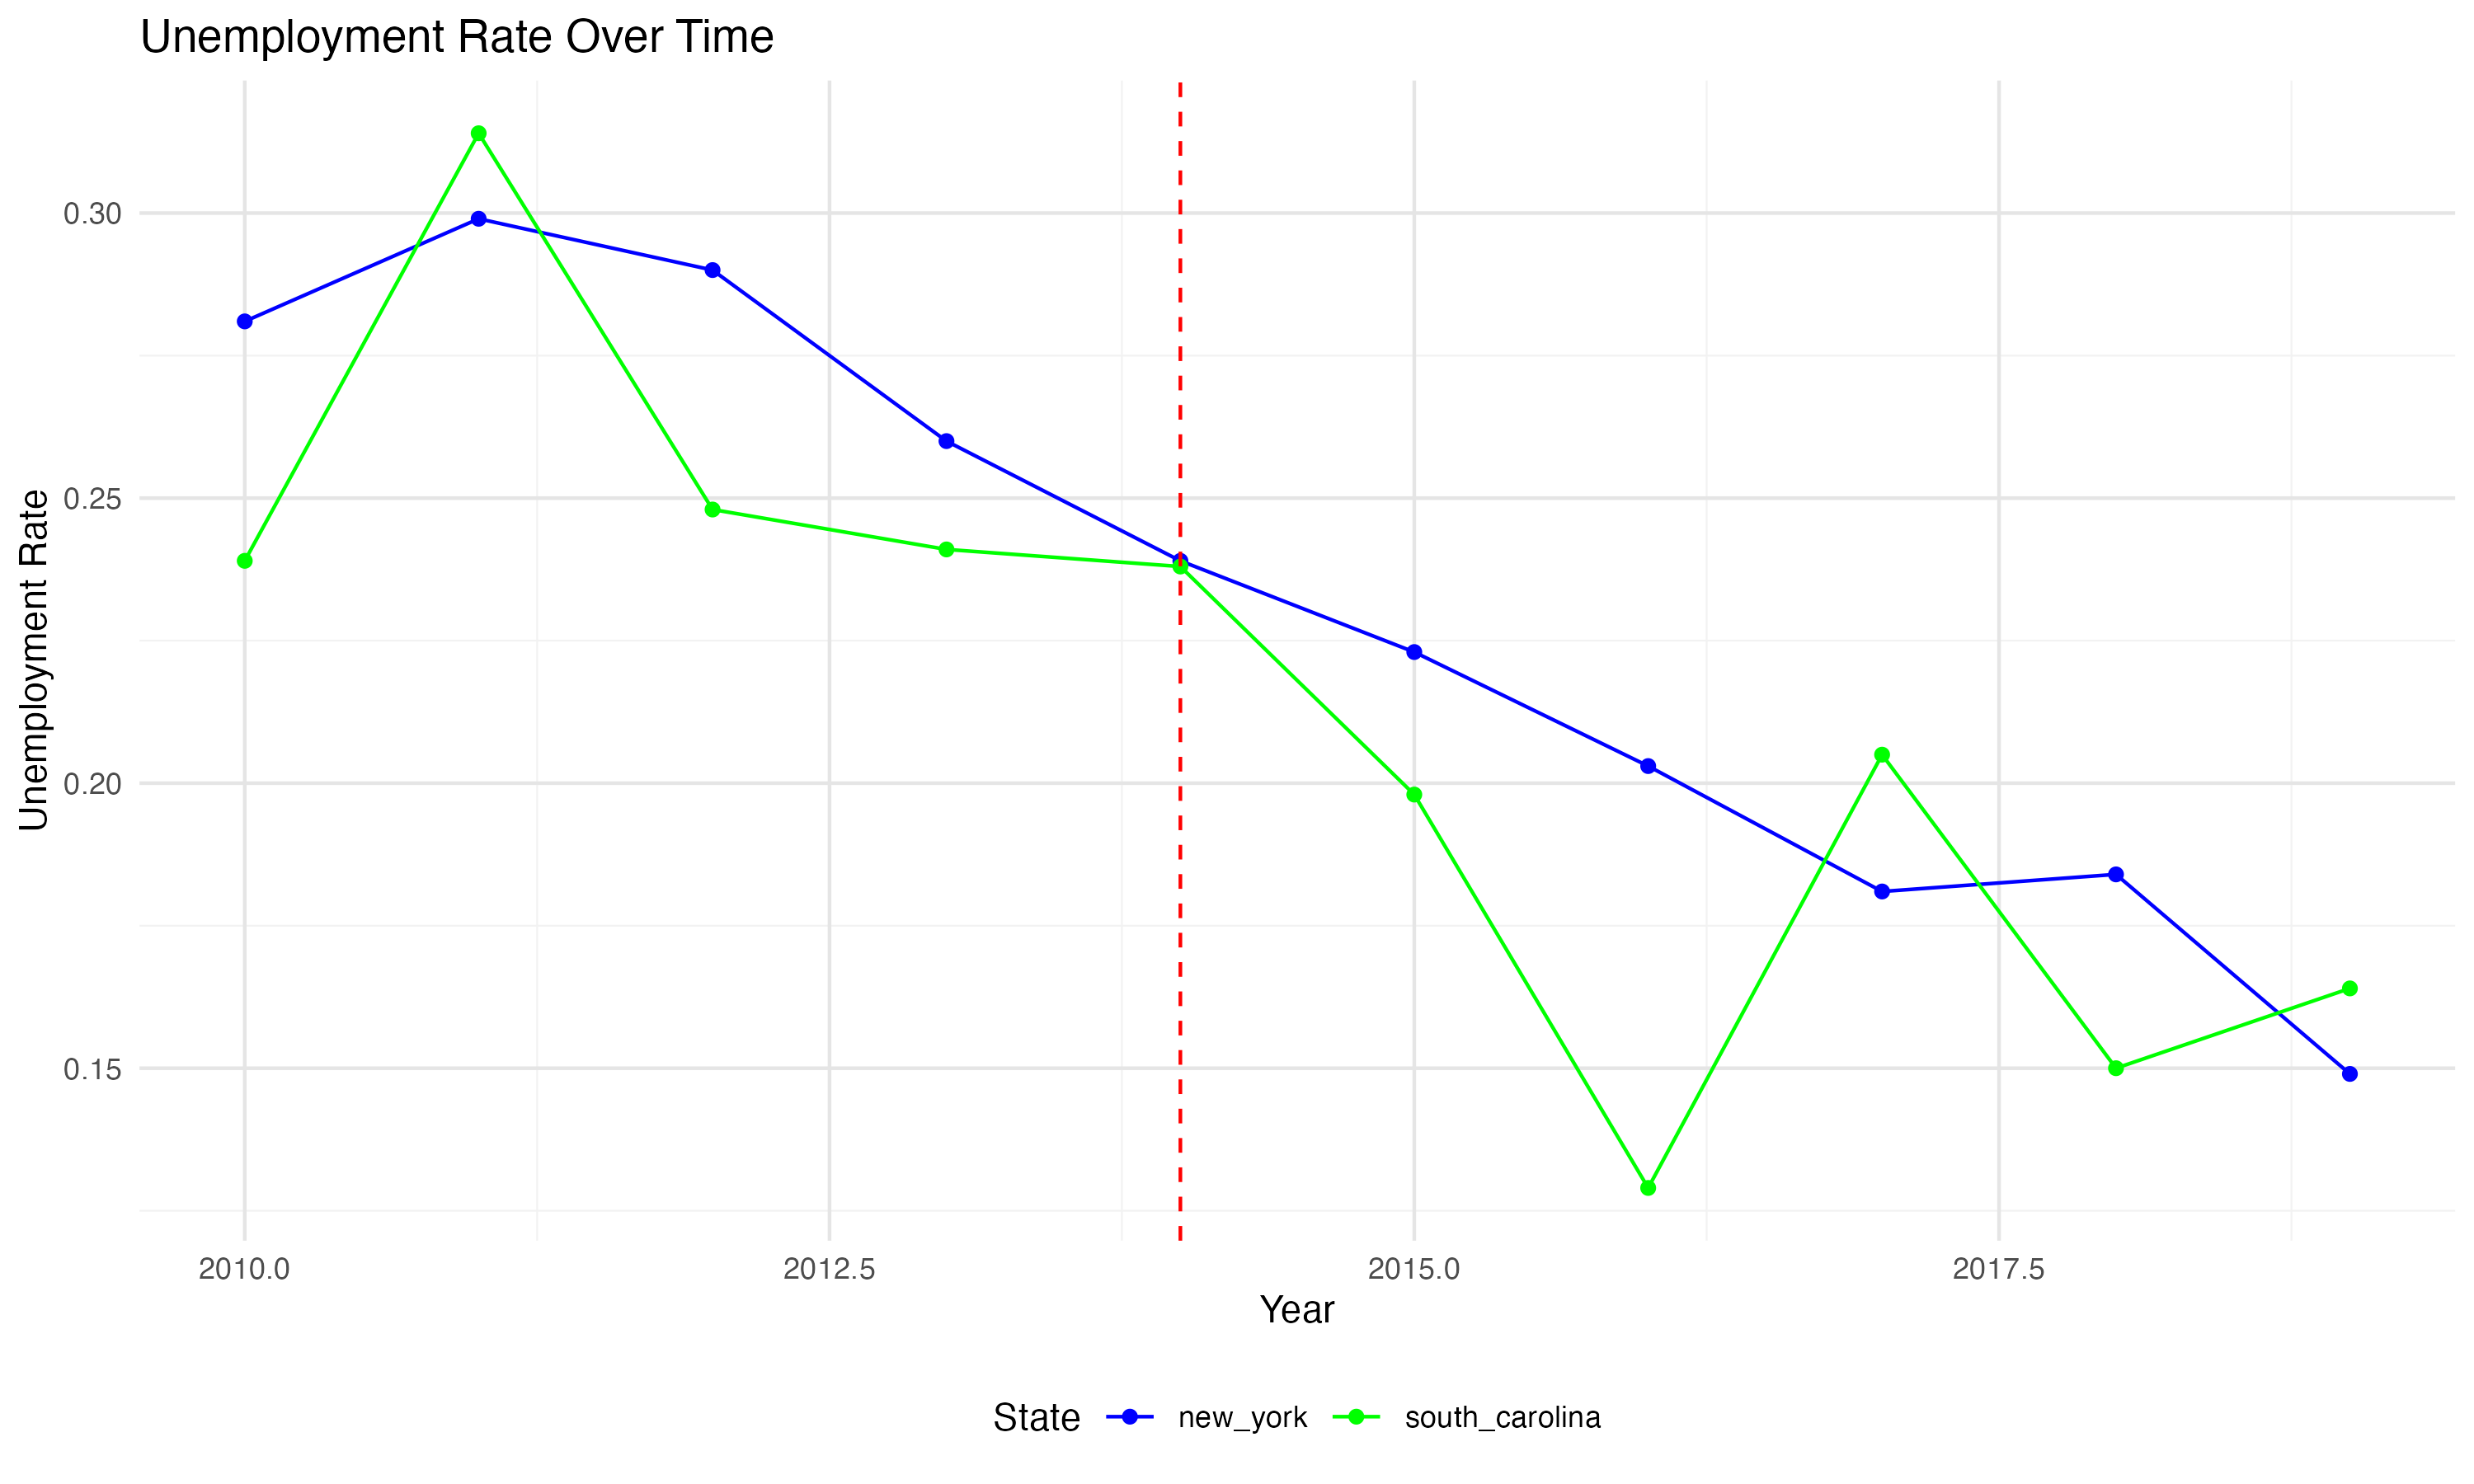 Unemployment Rate Over Time
Unemployment Rate
0.30
0.25
0.20
0.15
2010.0 2012.5 2015.0 2017.5
Year
State new_york south_carolina